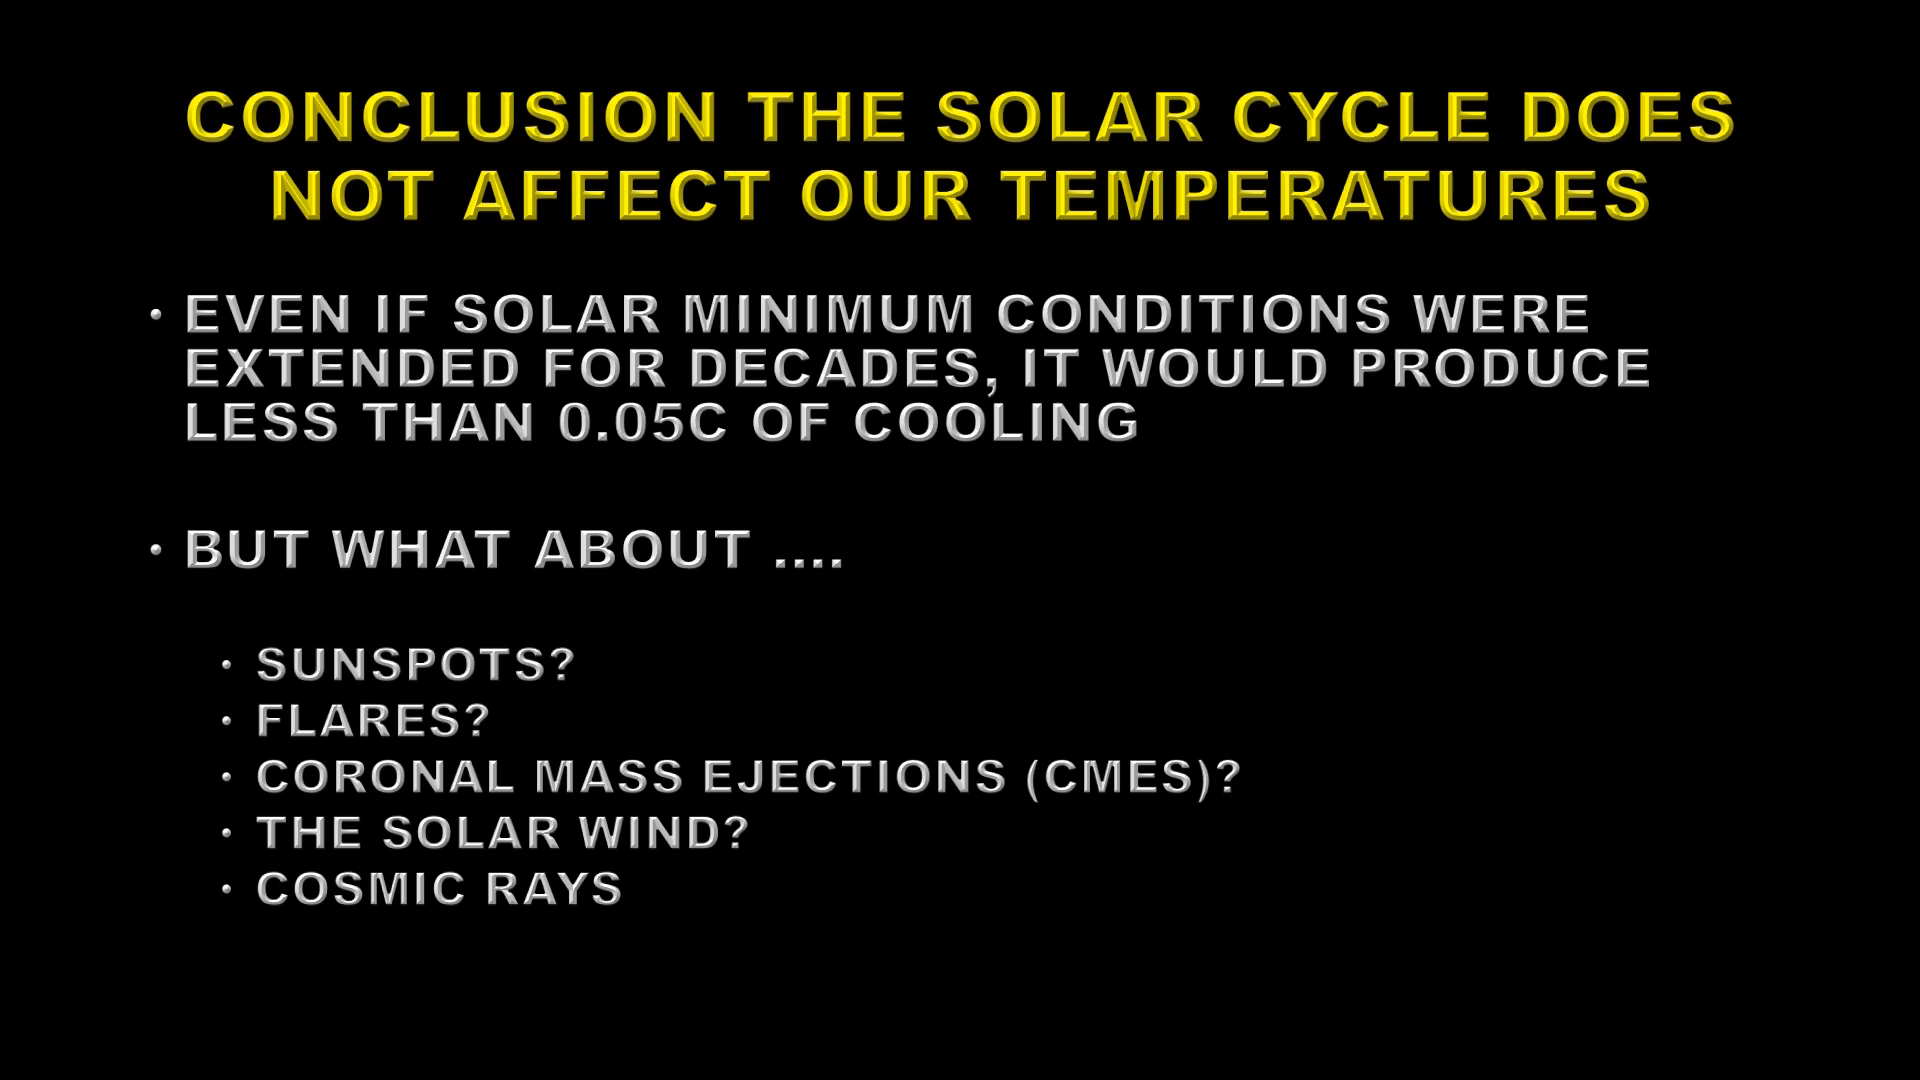 CONCLUSION THE SOLAR CYCLE DOES
NOT AFFECT OUR TEMPERATURES
• EVEN IF SOLAR MINIMUM CONDITIONS WERE
EXTENDED FOR DECADES, IT WOULD PRODUCE
LESS THAN 0.05C OF COOLING
• BUT WHAT ABOUT ....
• SUNSPOTS?
• FLARES?
• CORONAL MASS EJECTIONS (CMES)?
• THE SOLAR WIND?
• COSMIC RAYS